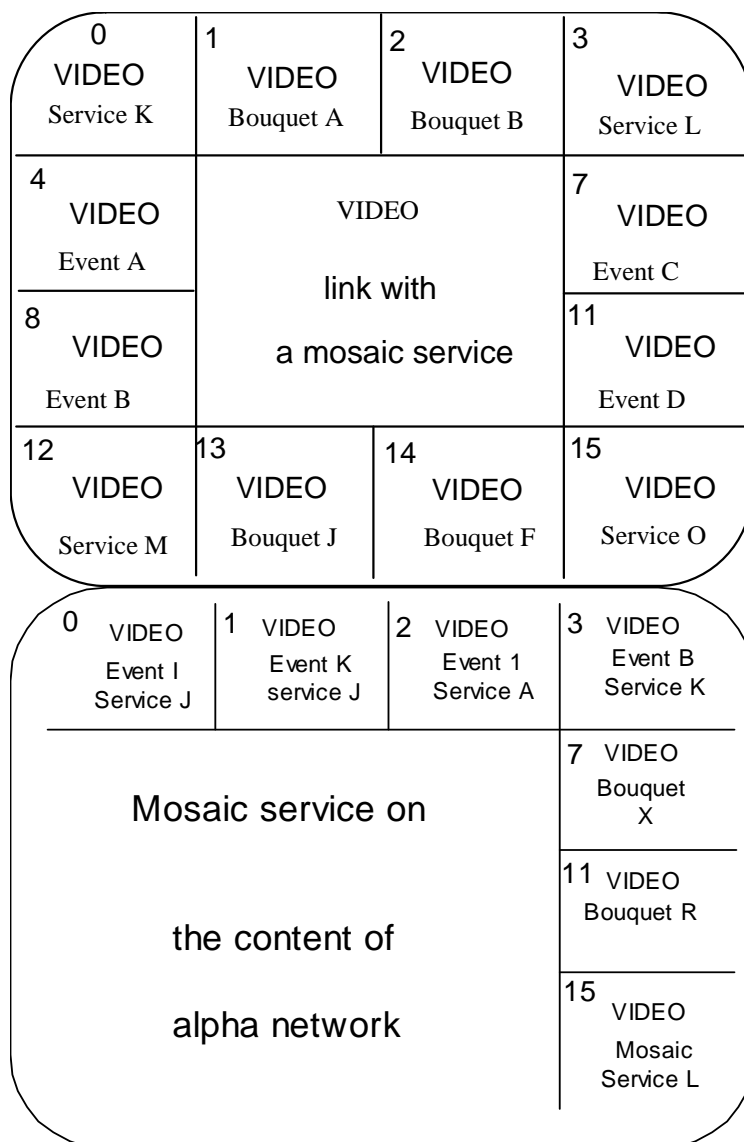 0
VIDEO
Service K
1
VIDEO
Bouquet A
2
VIDEO
Bouquet B
3
VIDEO
Service L
4
VIDEO
Event A
VIDEO
link with
a mosaic service
7
VIDEO
Event C
8
VIDEO
Event B
11
VIDEO
Event D
12
VIDEO
Service M
13
VIDEO
Bouquet J
14
VIDEO
Bouquet F
15
VIDEO
Service O
0
VIDEO
Event I
Service J
1
VIDEO
Event K
service J
2
VIDEO
Event 1
Service A
3
VIDEO
Event B
Service K
Mosaic service on
the content of
alpha network
7
VIDEO
Bouquet
X
11
VIDEO
Bouquet R
15
VIDEO
Mosaic
Service L